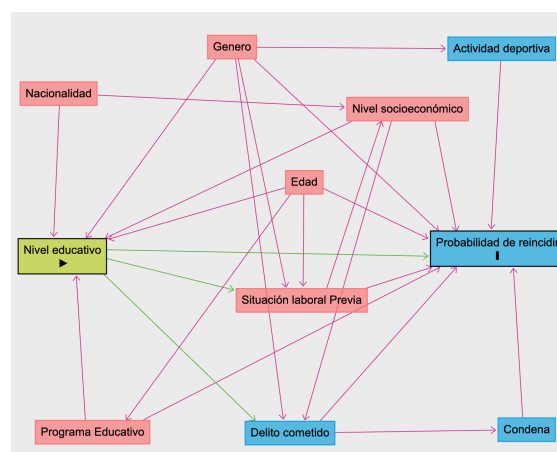 Genero
Actividad deportiva
Nacionalidad
Nivel socioeconómico
Edad
Nivel educativo
Probabilidad de reincidir
Situación laboral Previa
Programa Educativo
Delito cometido
Condena